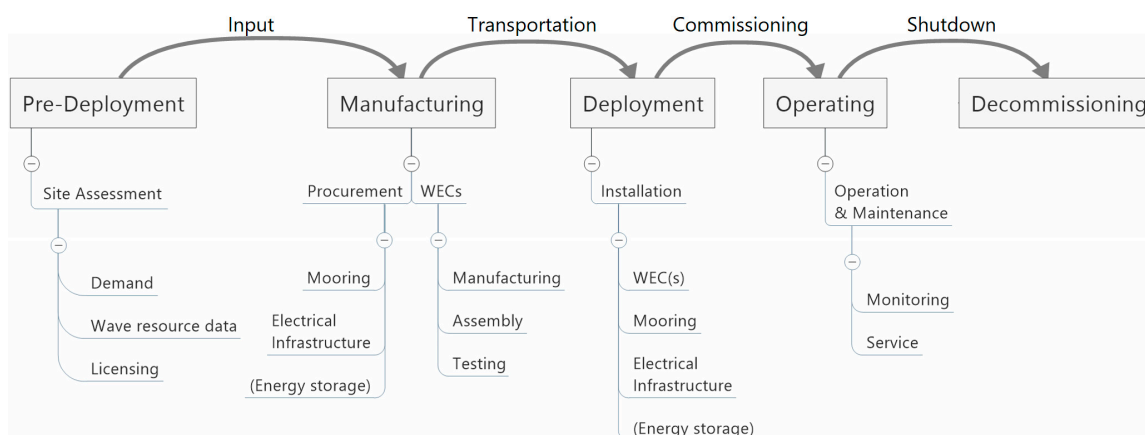 Input
Transportation
Commissioning
Shutdown
Pre-Deployment
Manufacturing
Deployment
Operating
Decommissioning
Site Assessment
Demand
Wave resource data
Licensing
Procurement
WECs
Mooring
Electrical
Infrastructure
(Energy storage)
Manufacturing
Assembly
Testing
Installation
WEC(s)
Mooring
Electrical
Infrastructure
(Energy storage)
Operation
& Maintenance
Monitoring
Service